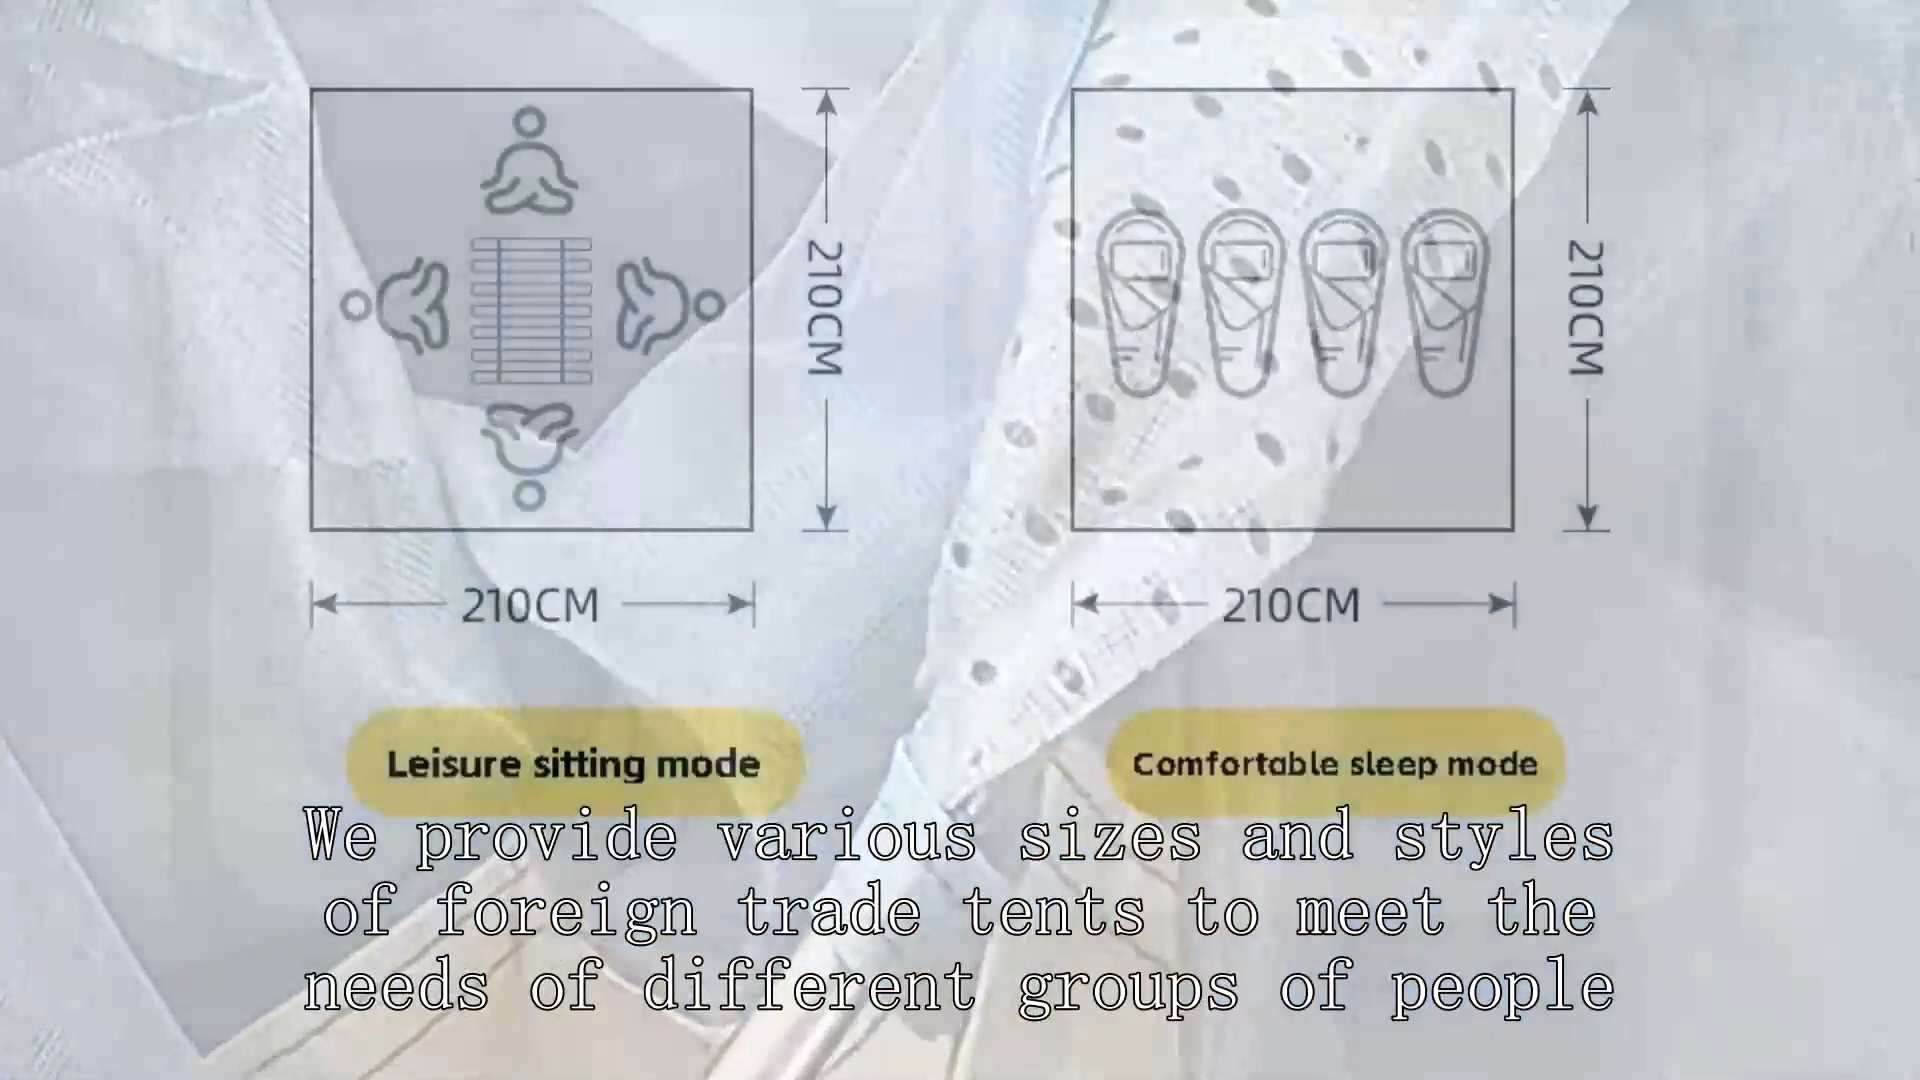 210CM
210CM
210CM
210CM
Leisure sitting mode
Comfortable sleep mode
We provide various sizes and styles
of foreign trade tents to meet the
needs of different groups of people